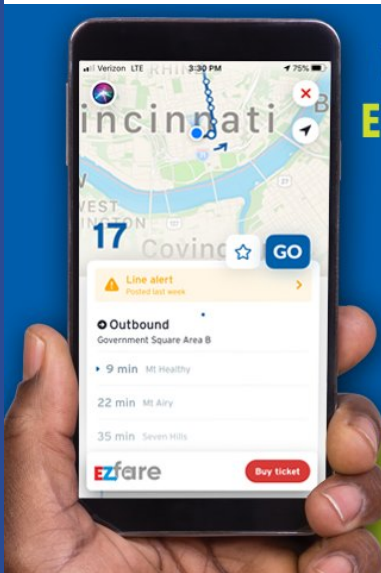 Verizon LTE 3:30 PM 75%
incinnati
E
17
Coving
GO
Line alert
Posted last week
Outbound
Government Square Area B
9 min Mt Healthy
22 min Mt Airy
35 min Seven Hills
EZfare
Buy ticket